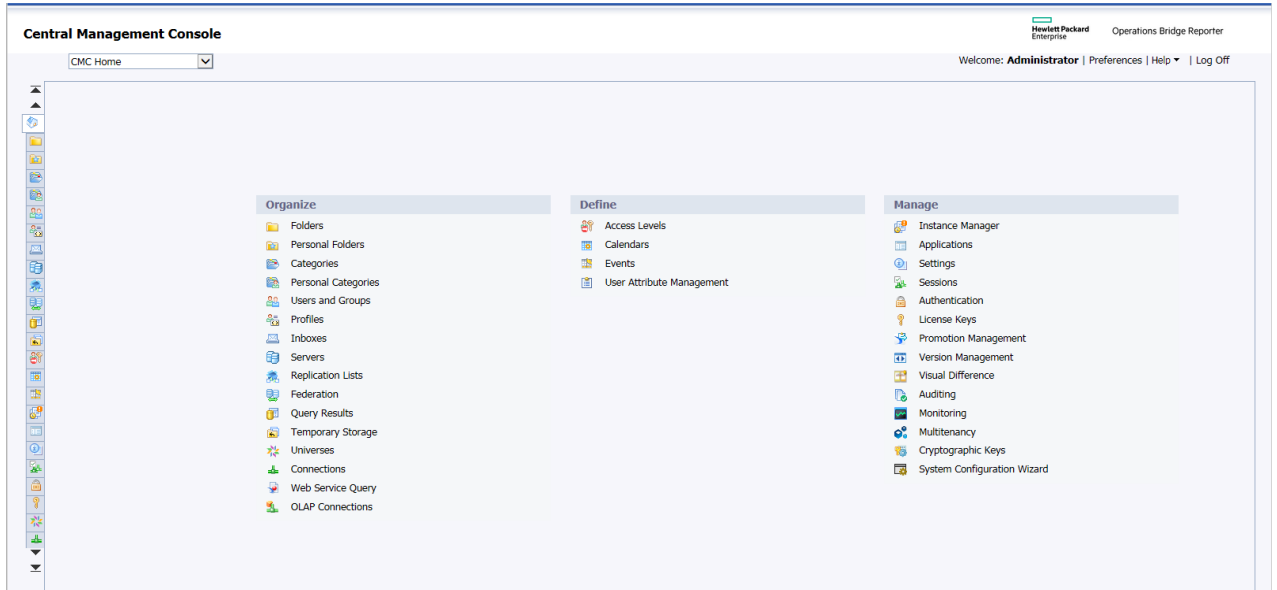 Central Management Console
Hewlett Packard
Enterprise
Operations Bridge Reporter
CMC Home
Welcome: Administrator | Preferences | Help | Log Off
Organize
Folders
Personal Folders
Categories
Personal Categories
Users and Groups
Profiles
Inboxes
Servers
Replication Lists
Federation
Query Results
Temporary Storage
Universes
Connections
Web Service Query
OLAP Connections
Define
Access Levels
Calendars
Events
User Attribute Management
Manage
Instance Manager
Applications
Settings
Sessions
Authentication
License Keys
Promotion Management
Version Management
Visual Difference
Auditing
Monitoring
Multitenancy
Cryptographic Keys
System Configuration Wizard